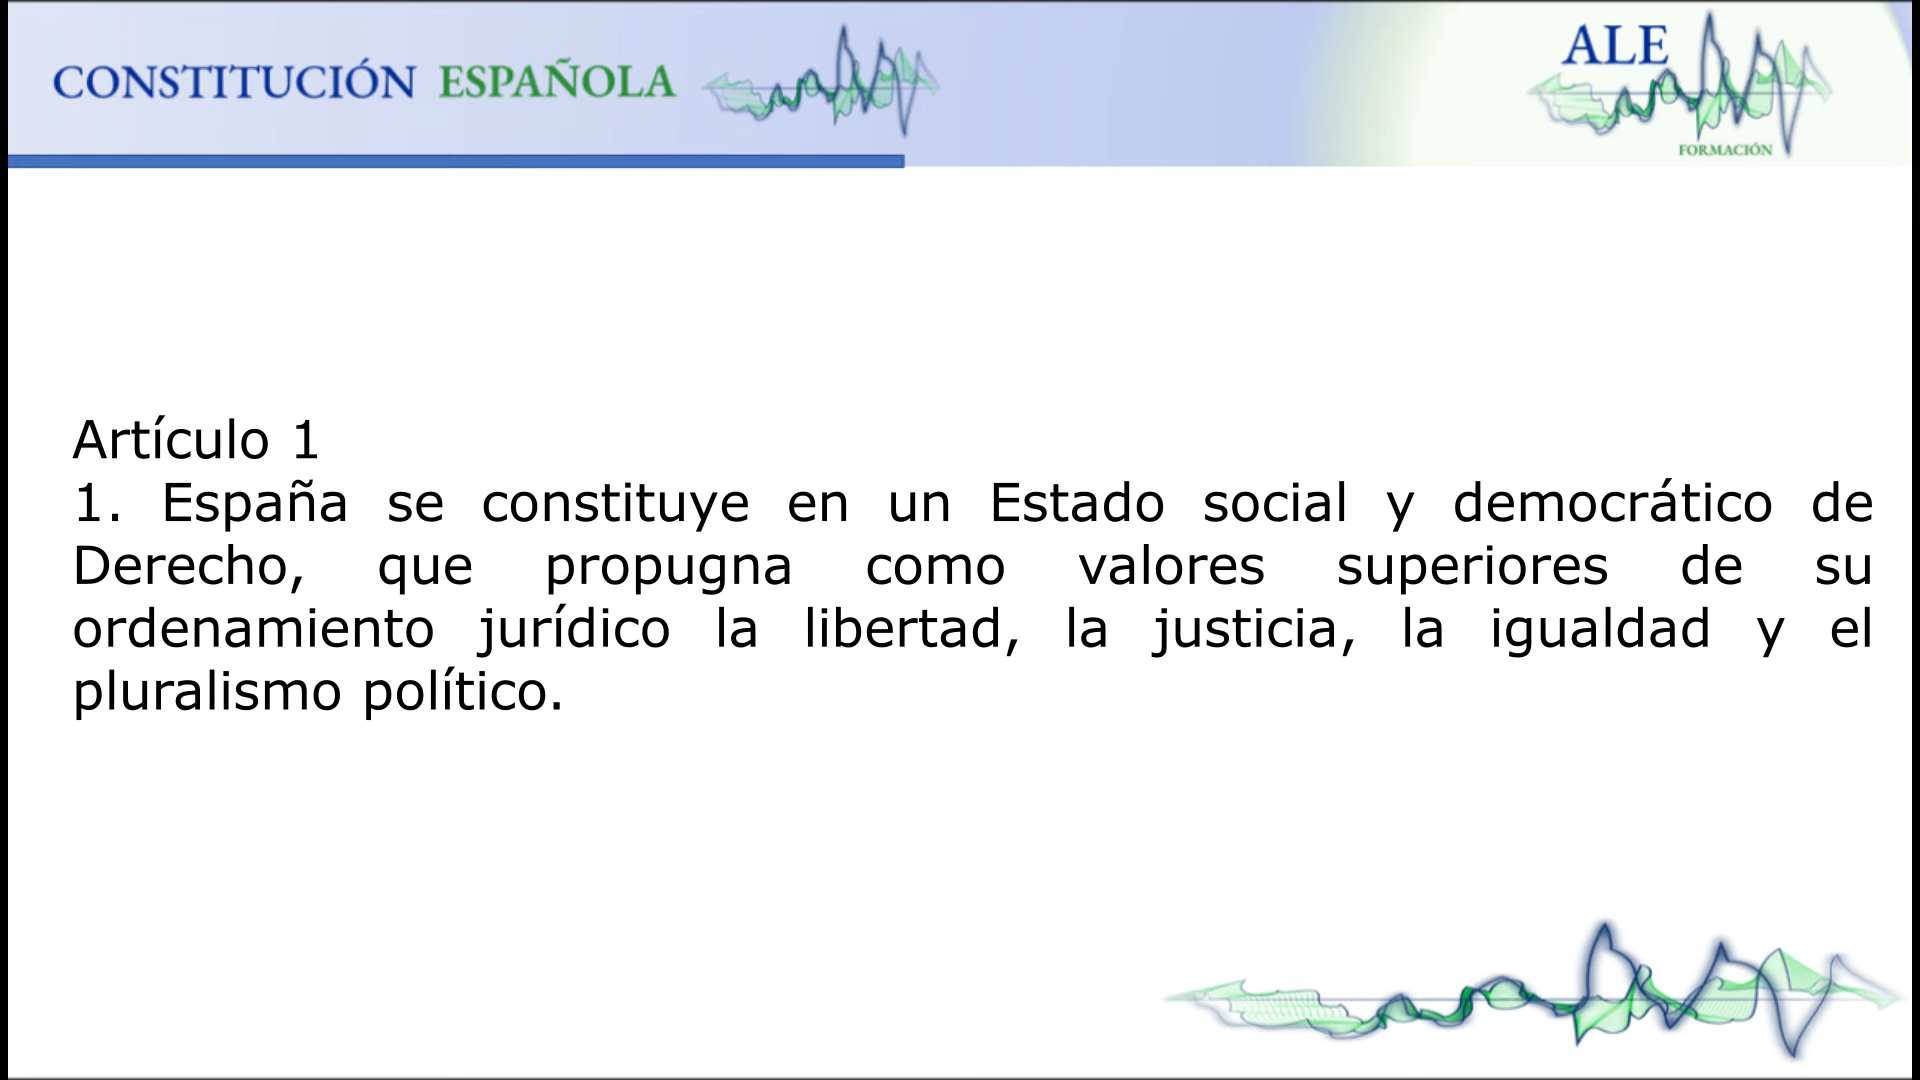 CONSTITUCIÓN ESPAÑOLA
ALE
FORMACIÓN
Artículo 1
1. España se constituye en un Estado social y democrático de
Derecho, que propugna como valores superiores de su
ordenamiento jurídico la libertad, la justicia, la igualdad y el
pluralismo político.